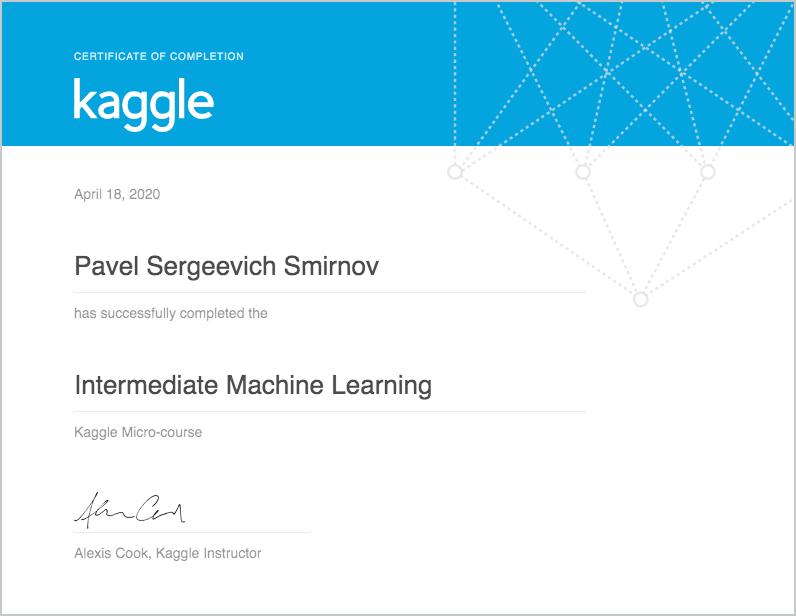 CERTIFICATE OF COMPLETION
kaggle
April 18, 2020
Pavel Sergeevich Smirnov
has successfully completed the
Intermediate Machine Learning
Kaggle Micro-course
Alexis Cook, Kaggle Instructor